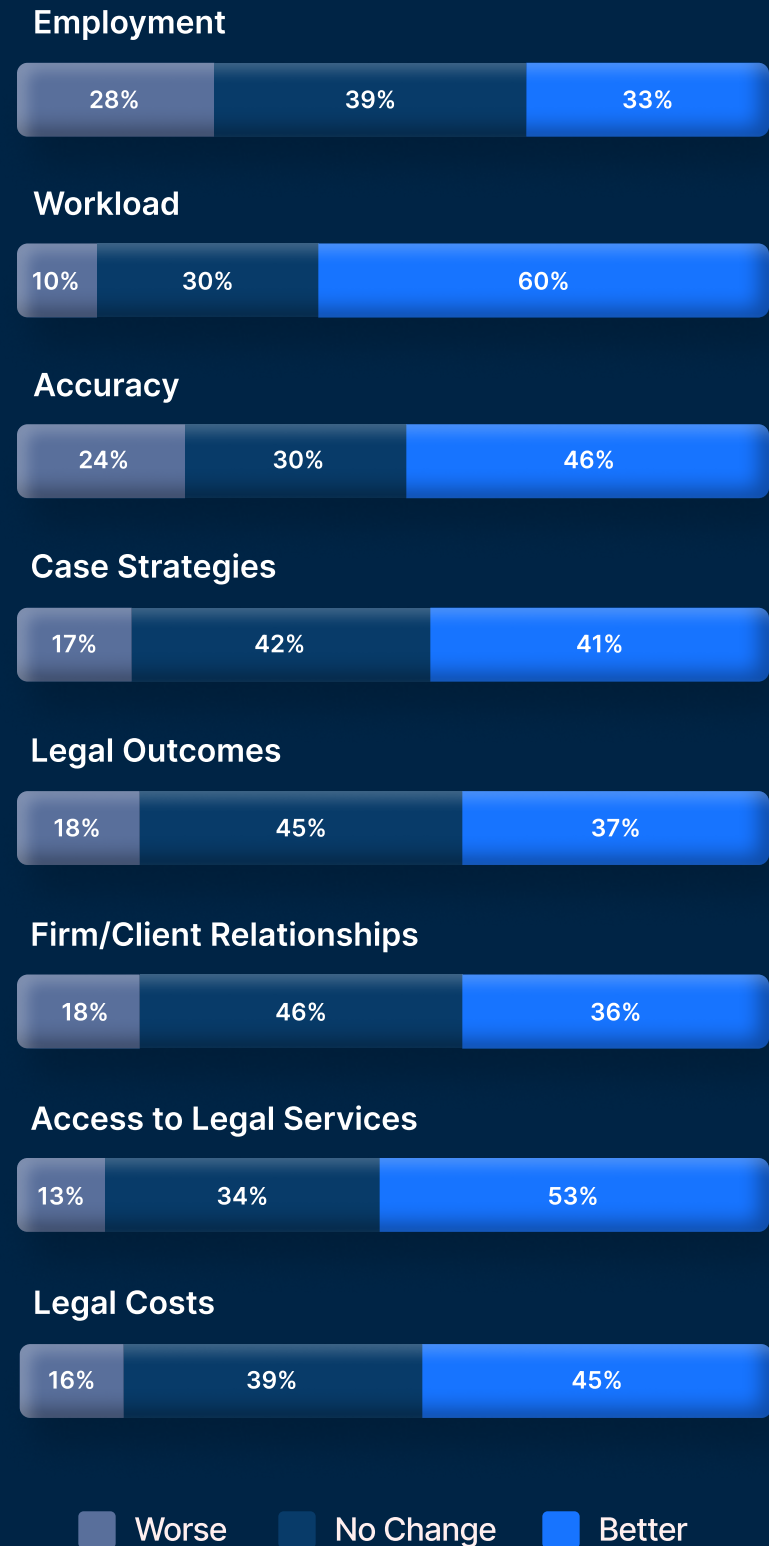 Employment
28% 39% 33%
Workload
10% 30% 60%
Accuracy
24% 30% 46%
Case Strategies
17% 42% 41%
Legal Outcomes
18% 45% 37%
Firm/Client Relationships
18% 46% 36%
Access to Legal Services
13% 34% 53%
Legal Costs
16% 39% 45%
Worse No Change Better